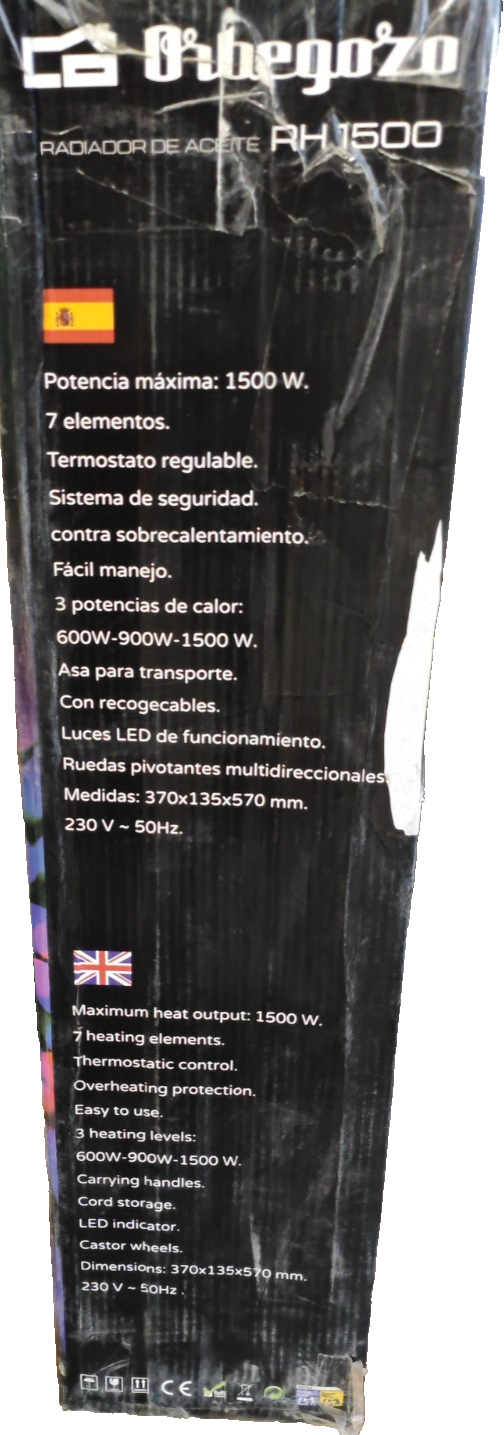 Orbegozo
RADIADOR DE ACEITE RH 1500
Potencia máxima: 1500 W.
7 elementos.
Termostato regulable.
Sistema de seguridad.
contra sobrecalentamiento.
Fácil manejo.
3 potencias de calor:
600W-900W-1500 W.
Asa para transporte.
Con recogecables.
Luces LED de funcionamiento.
Ruedas pivotantes multidireccionales.
Medidas: 370x135x570 mm.
230 V ~ 50Hz.
Maximum heat output: 1500 W.
7 heating elements.
Thermostatic control.
Overheating protection.
Easy to use.
3 heating levels:
600W-900W-1500 W.
Carrying handles.
Cord storage.
LED indicator.
Castor wheels.
Dimensions: 370x135x570 mm.
230 V ~ 50Hz .
CE